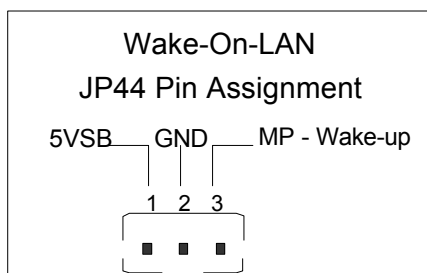 Wake-On-LAN
JP44 Pin Assignment
5VSB GND MP - Wake-up
1 2 3